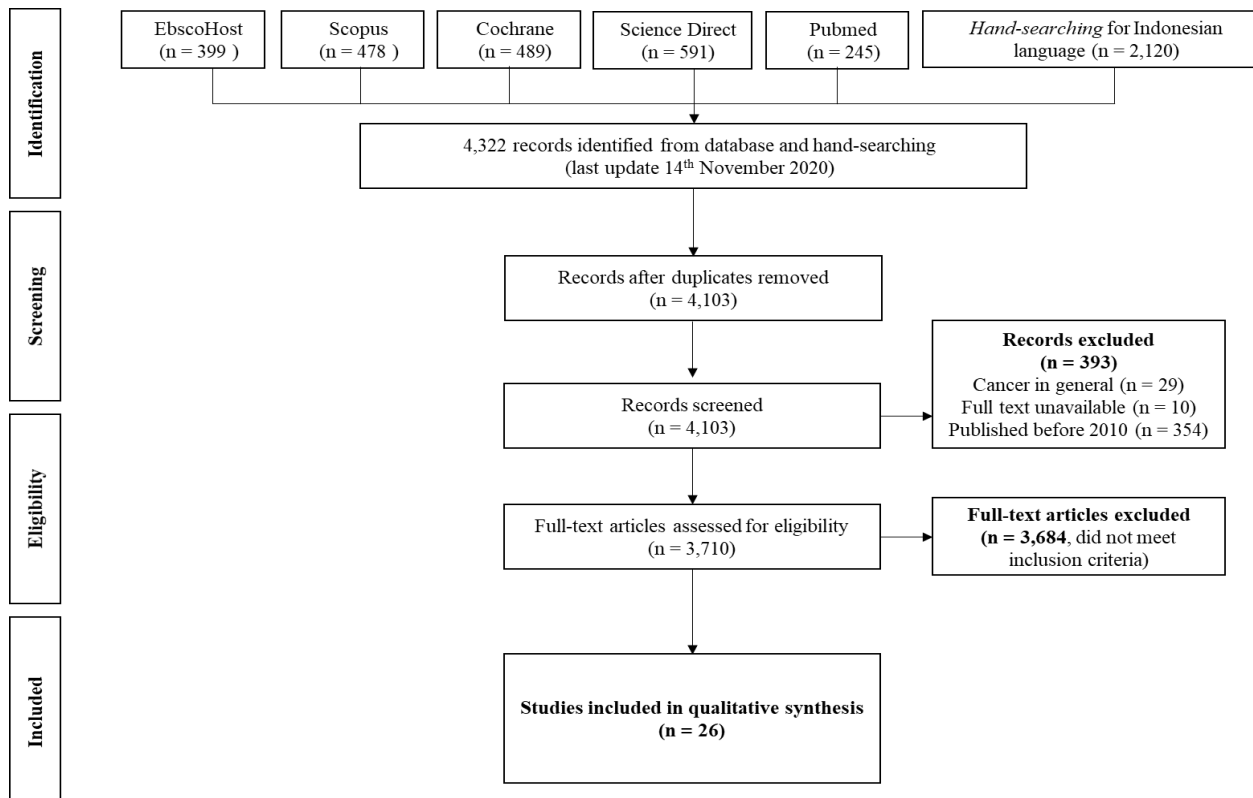 Identification
EbscoHost
(n = 399 )
Scopus
(n = 478 )
Cochrane
(n = 489)
Science Direct
(n = 591)
Pubmed
(n = 245)
Hand-searching for Indonesian
language (n = 2,120)
4,322 records identified from database and hand-searching
(last update 14th November 2020)
Screening
Records after duplicates removed
(n = 4,103)
Records screened
(n = 4,103)
Records excluded
(n = 393)
Cancer in general (n = 29)
Full text unavailable (n = 10)
Published before 2010 (n = 354)
Eligibility
Full-text articles assessed for eligibility
(n = 3,710)
Full-text articles excluded
(n = 3,684, did not meet
inclusion criteria)
Included
Studies included in qualitative synthesis
(n = 26)